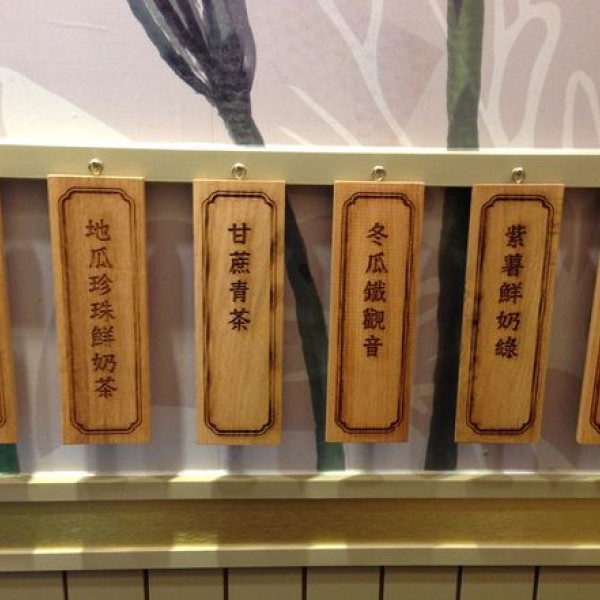 地瓜珍珠鮮奶茶
甘蔗青茶
冬瓜鐵觀音
紫薯鮮奶綠